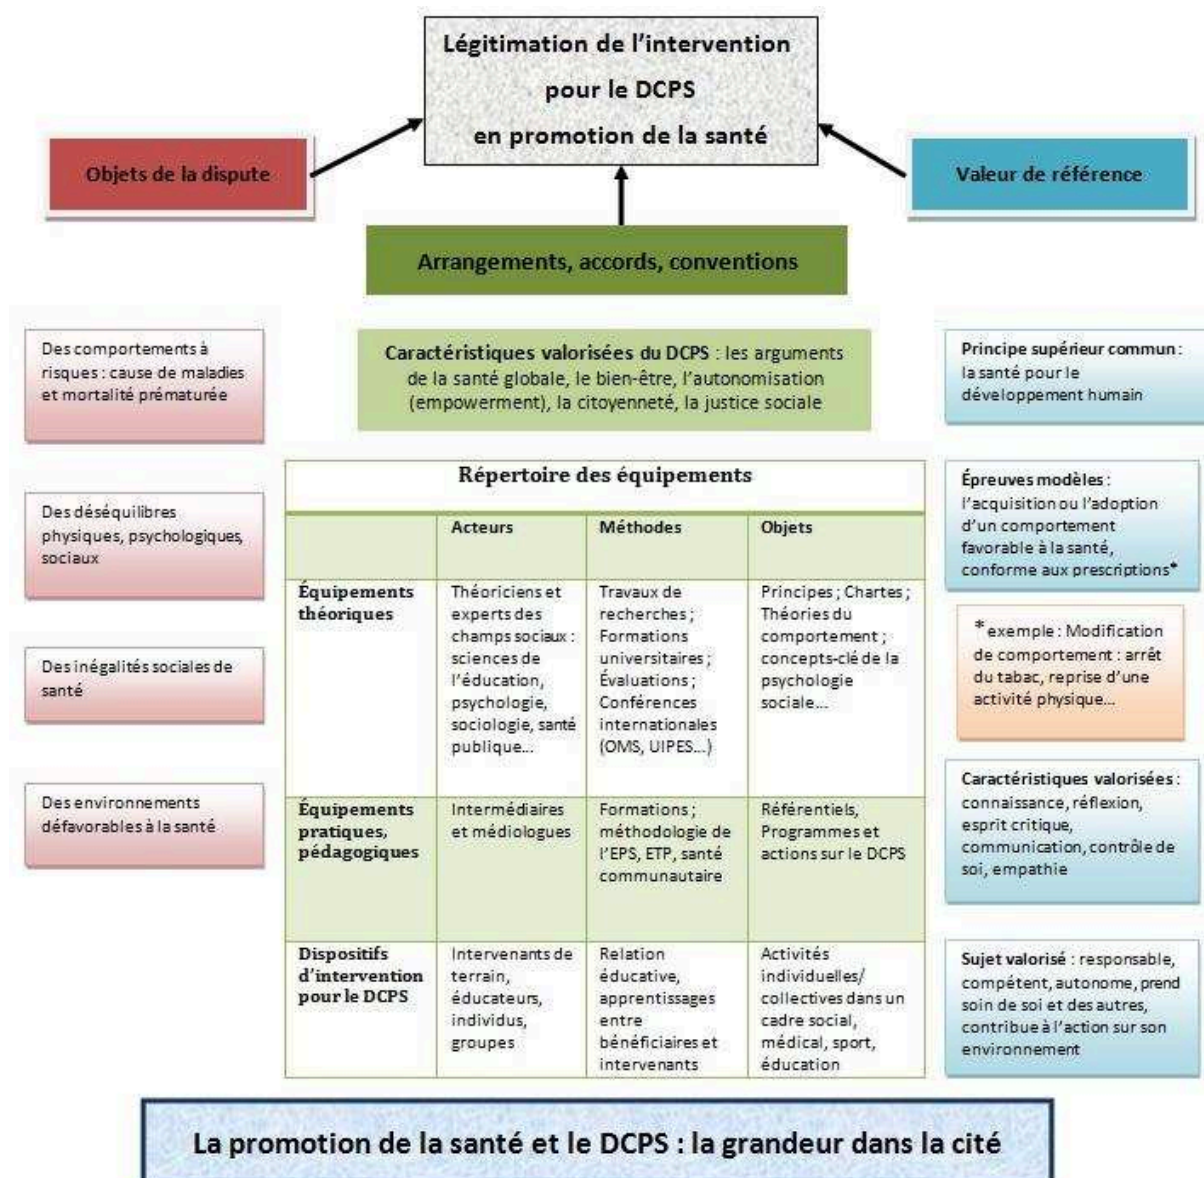 Légitimation de l’intervention
pour le DCPS
en promotion de la santé
Objets de la dispute
Valeur de référence
Arrangements, accords, conventions
Des comportements à
risques : cause de maladies
et mortalité prématurée
Des déséquilibres
physiques, psychologiques,
sociaux
Des inégalités sociales de
santé
Des environnements
défavorables à la santé
Caractéristiques valorisées du DCPS : les arguments
de la santé globale, le bien-être, l’autonomisation
(empowerment), la citoyenneté, la justice sociale
Répertoire des équipements
Acteurs
Méthodes
Objets
Équipements
théoriques
Théoriciens et
experts des
champs sociaux :
sciences de
l’éducation,
psychologie,
sociologie, santé
publique...
Travaux de
recherches ;
Formations
universitaires ;
Évaluations ;
Conférences
internationales
(OMS, UIPES...)
Principes ; Chartes ;
Théories du
comportement ;
concepts-clé de la
psychologie
sociale...
Équipements
pratiques,
pédagogiques
Intermédiaires
et médiologues
Formations ;
méthodologie de
l’EPS, ETP, santé
communautaire
Référentiels,
Programmes et
actions sur le DCPS
Dispositifs
d’intervention
pour le DCPS
Intervenants de
terrain,
éducateurs,
individus,
groupes
Relation
éducative,
apprentissages
entre
bénéficiaires et
intervenants
Activités
individuelles/
collectives dans un
cadre social,
médical, sport,
éducation
Principe supérieur commun :
la santé pour le
développement humain
Épreuves modèles :
l’acquisition ou l’adoption
d’un comportement
favorable à la santé,
conforme aux prescriptions*
* exemple : Modification
de comportement : arrêt
du tabac, reprise d’une
activité physique...
Caractéristiques valorisées :
connaissance, réflexion,
esprit critique,
communication, contrôle de
soi, empathie
Sujet valorisé : responsable,
compétent, autonome, prend
soin de soi et des autres,
contribue à l’action sur son
environnement
La promotion de la santé et le DCPS : la grandeur dans la cité